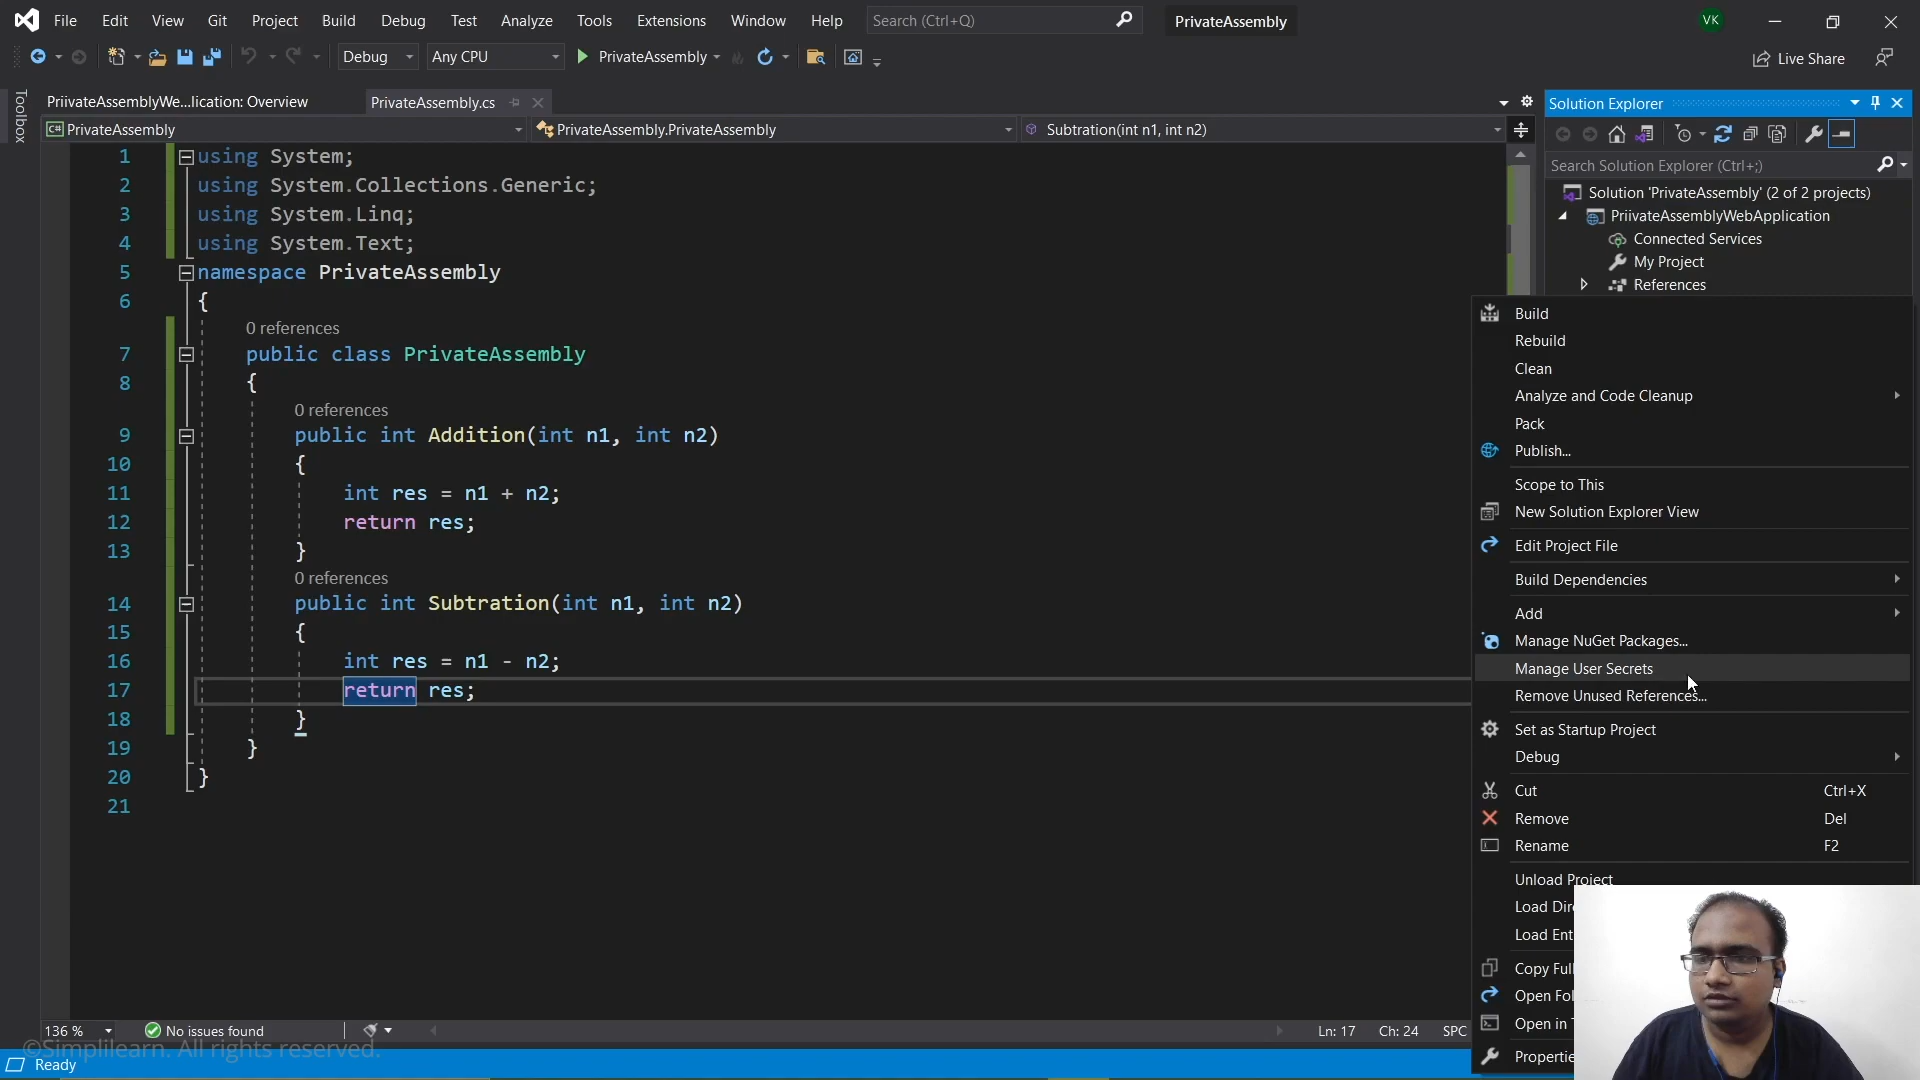 File Edit View Git Project Build Debug Test Analyze Tools Extensions Window Help Search (Ctrl+Q) PrivateAssembly VK
Debug Any CPU PrivateAssembly Live Share
Toolbox
PriivateAssemblyWe...lication: Overview PrivateAssembly.cs Solution Explorer
C# PrivateAssembly PrivateAssembly.PrivateAssembly Subtration(int n1, int n2)
Search Solution Explorer (Ctrl+;)
Solution 'PrivateAssembly' (2 of 2 projects)
PriivateAssemblyWebApplication
Connected Services
My Project
References
1 using System;
2 using System.Collections.Generic;
3 using System.Linq;
4 using System.Text;
5 namespace PrivateAssembly
6 {
0 references
7 public class PrivateAssembly
8 {
0 references
9 public int Addition(int n1, int n2)
10 {
11 int res = n1 + n2;
12 return res;
13 }
0 references
14 public int Subtration(int n1, int n2)
15 {
16 int res = n1 - n2;
17 return res;
18 }
19 }
20 }
21
Build
Rebuild
Clean
Analyze and Code Cleanup
Pack
Publish...
Scope to This
New Solution Explorer View
Edit Project File
Build Dependencies
Add
Manage NuGet Packages...
Manage User Secrets
Remove Unused References...
Set as Startup Project
Debug
Cut Ctrl+X
Remove Del
Rename F2
Unload Project
Load Dir
Load Ent
Copy Full
Open Fol
Open in T
Propertie
136 % No issues found Ln: 17 Ch: 24 SPC
©Simplilearn. All rights reserved.
Ready